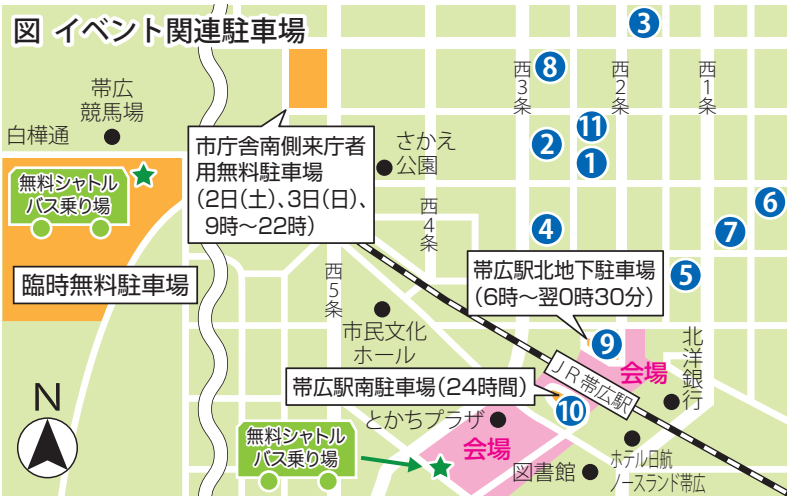 図 イベント関連駐車場
3
西3条
8
西2条
西1条
帯広
競馬場
白樺通
11
市庁舎南側来庁者
用無料駐車場
(2日(土)、3日(日)、
9時～22時)
さかえ
公園
2
1
無料シャトル
バス乗り場
6
西4条
4
7
臨時無料駐車場
西5条
帯広駅北地下駐車場
(6時～翌0時30分)
5
市民文化
ホール
9
北洋銀行
会場
JR帯広駅
帯広駅南駐車場(24時間)
10
N
とかちプラザ
会場
無料シャトル
バス乗り場
図書館
ホテル日航
ノースランド帯広